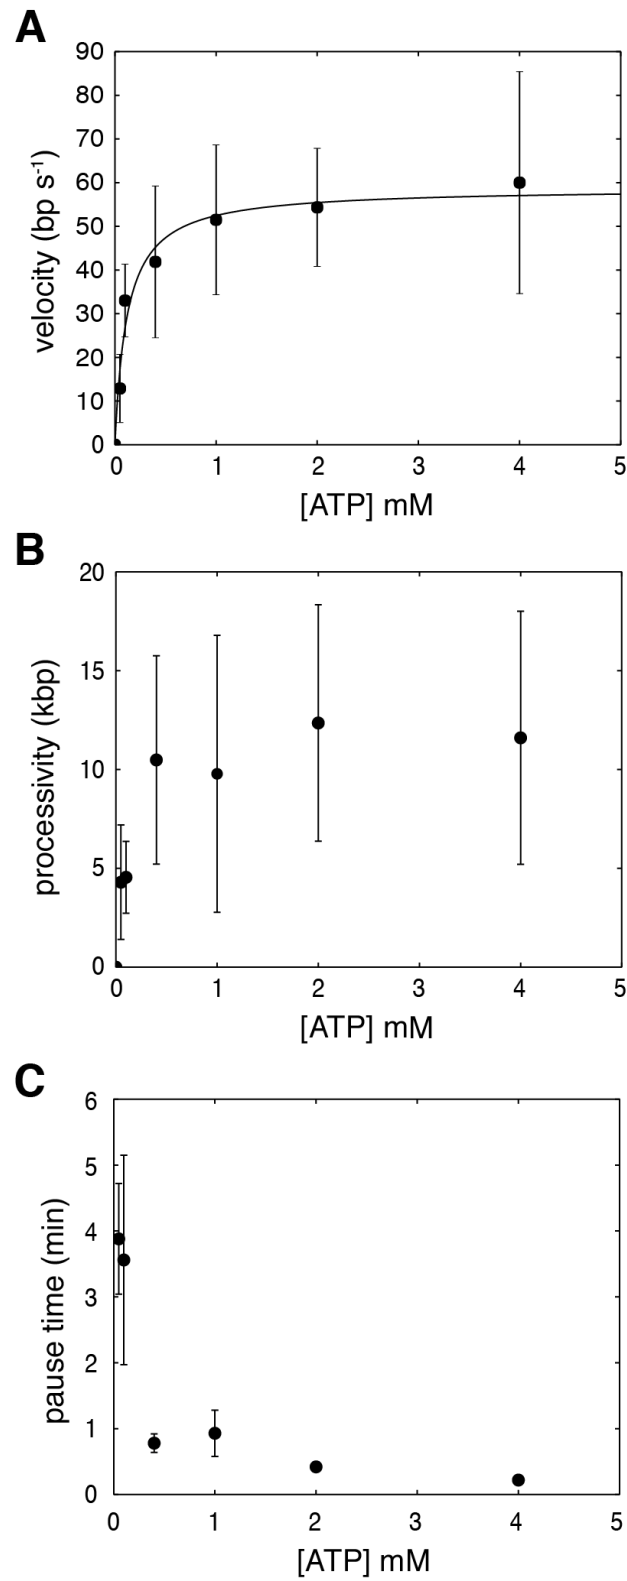 A
90
80
70
60
50
40
30
20
10
0
velocity (bp s⁻¹)
0 1 2 3 4 5
[ATP] mM
B
20
15
10
5
0
processivity (kbp)
0 1 2 3 4 5
[ATP] mM
C
6
5
4
3
2
1
0
pause time (min)
0 1 2 3 4 5
[ATP] mM